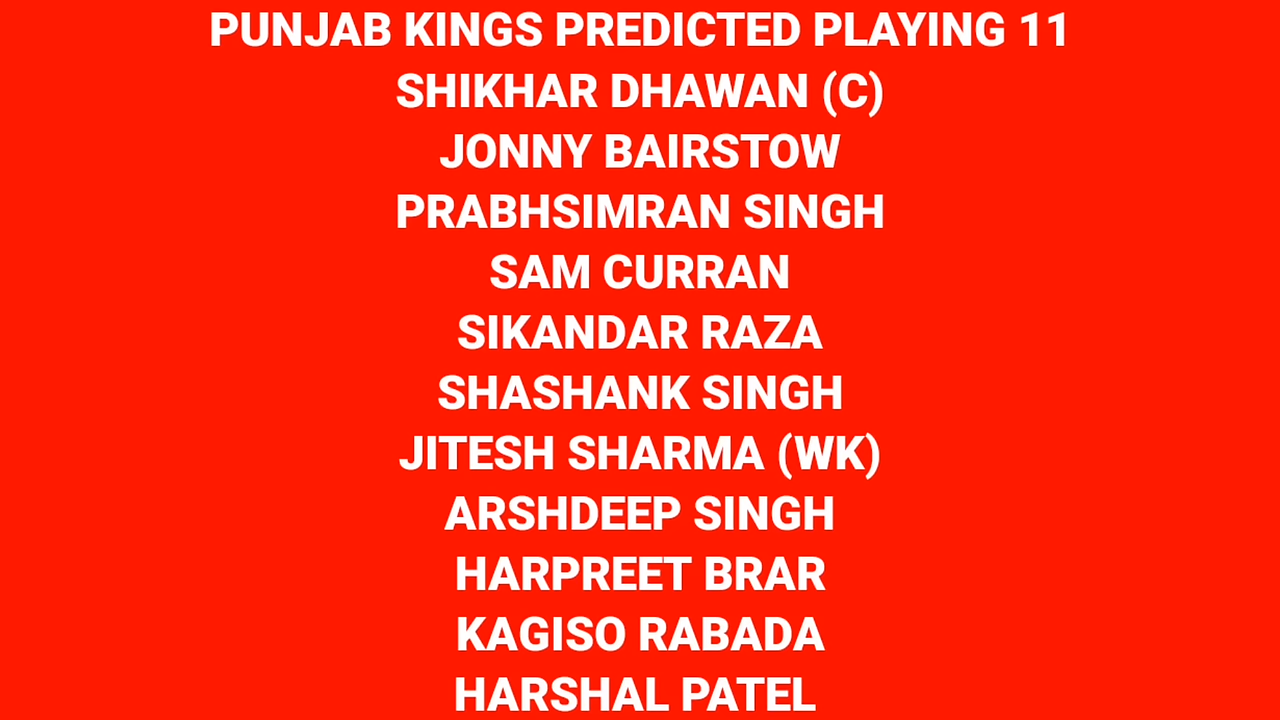 PUNJAB KINGS PREDICTED PLAYING 11
SHIKHAR DHAWAN (C)
JONNY BAIRSTOW
PRABHSIMRAN SINGH
SAM CURRAN
SIKANDAR RAZA
SHASHANK SINGH
JITESH SHARMA (WK)
ARSHDEEP SINGH
HARPREET BRAR
KAGISO RABADA
HARSHAL PATEL